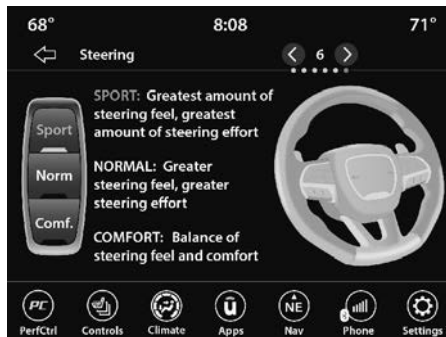 68° 8:08 71°
Steering 6
SPORT: Greatest amount of
steering feel, greatest
amount of steering effort
NORMAL: Greater
steering feel, greater
steering effort
COMFORT: Balance of
steering feel and comfort
Sport
Norm
Comf.
PC NE
PerfCtrl Controls Climate Apps Nav Phone Settings